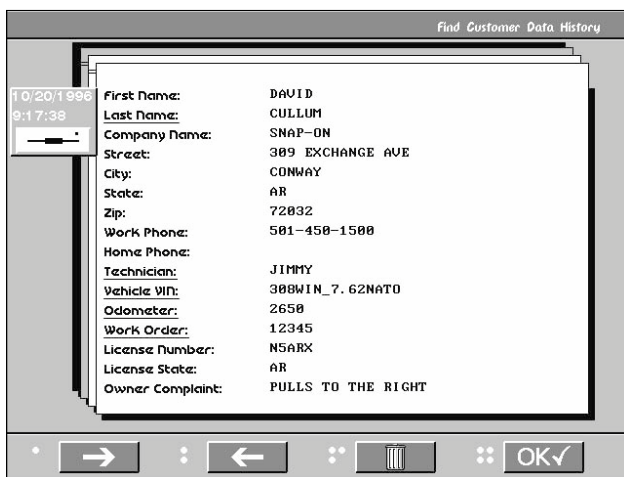 Find Customer Data History
10/20/1996
9:17:38
First Name: DAVID
Last Name: CULLUM
Company Name: SNAP-ON
Street: 309 EXCHANGE AVE
City: CONWAY
State: AR
Zip: 72032
Work Phone: 501-450-1500
Home Phone:
Technician: JIMMY
Vehicle VIN: 308WIN_7.62NATO
Odometer: 2650
Work Order: 12345
License Number: N5ARX
License State: AR
Owner Complaint: PULLS TO THE RIGHT
OK✓